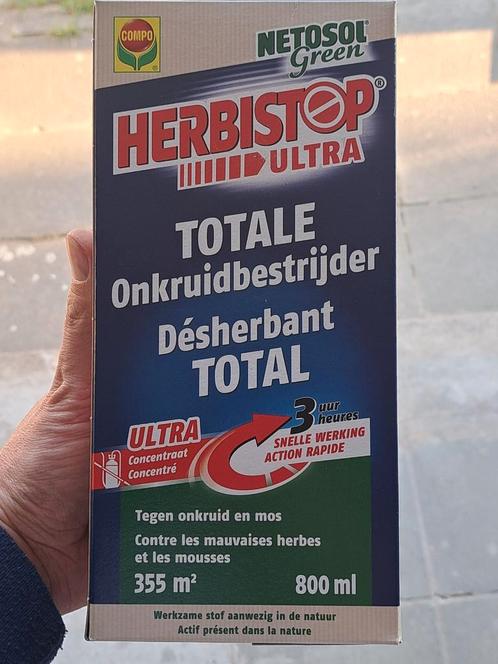 COMPO
NETOSOL®
Green
HERBISTOP®
ULTRA
TOTALE
Onkruidbestrijder
Désherbant
TOTAL
3 uur
heures
SNELLE WERKING
ACTION RAPIDE
ULTRA
Concentraat
Concentré
Tegen onkruid en mos
Contre les mauvaises herbes
et les mousses
355 m² 800 ml
Werkzame stof aanwezig in de natuur
Actif présent dans la nature